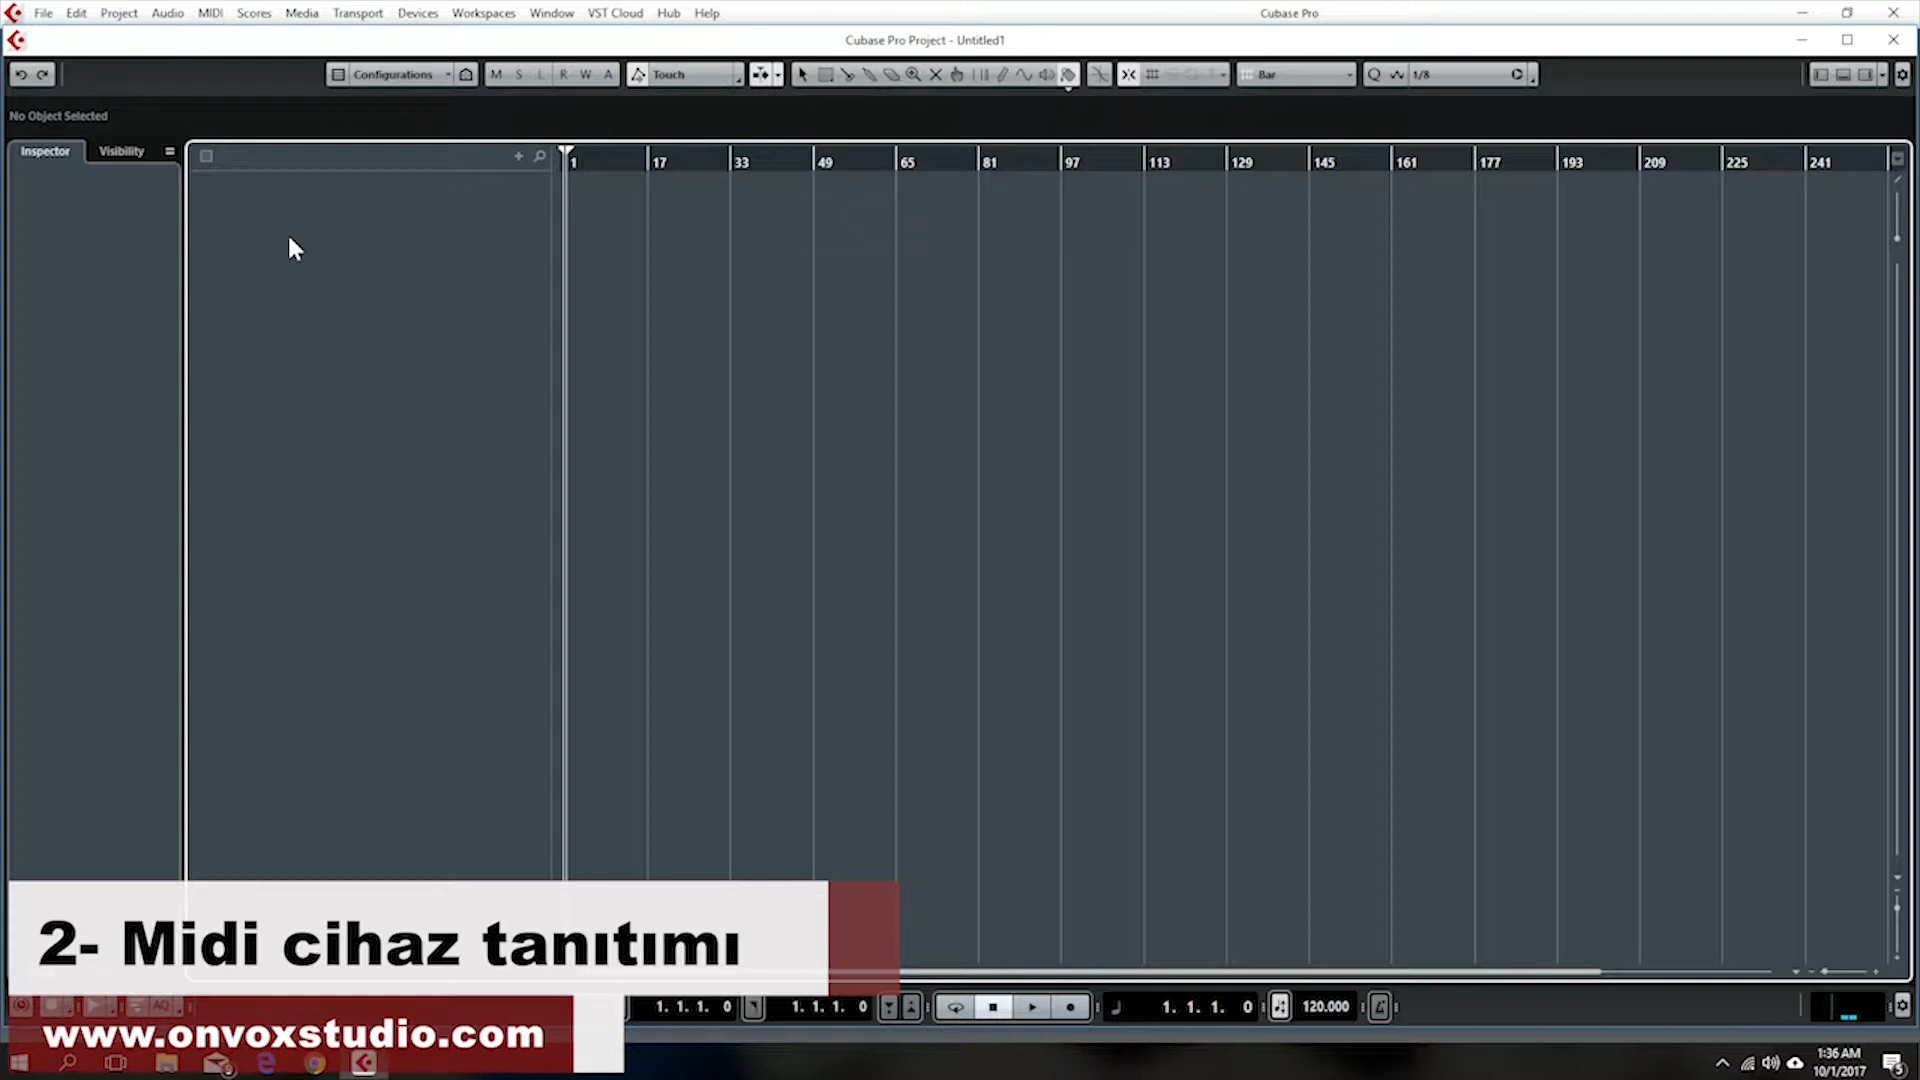 File Edit Project Audio MIDI Scores Media Transport Devices Workspaces Window VST Cloud Hub Help Cubase Pro
Cubase Pro Project - Untitled1
Configurations M S L R W A Touch Bar Q 1/8
No Object Selected
Inspector Visibility
1 17 33 49 65 81 97 113 129 145 161 177 193 209 225 241
2- Midi cihaz tanıtımı
AQ 1. 1. 1. 0 1. 1. 1. 0 1. 1. 1. 0 120.000
www.onvoxstudio.com
1:36 AM
10/1/2017
5